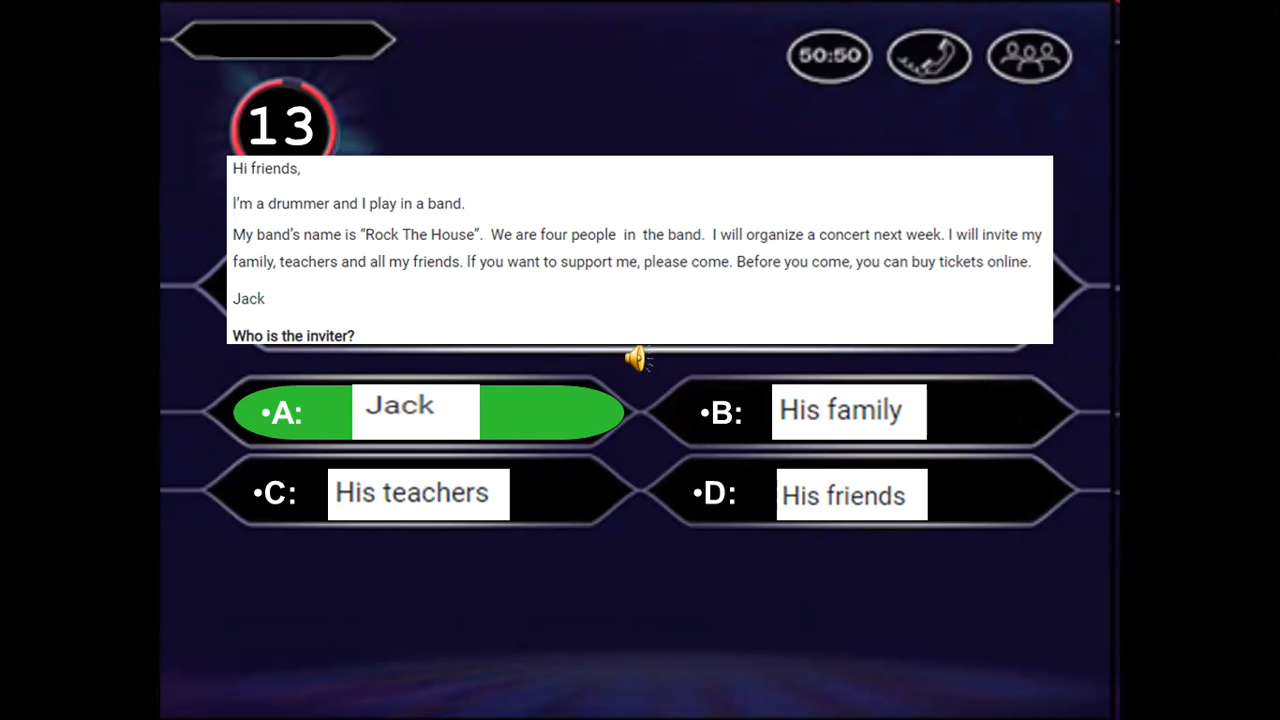 50:50
13
Hi friends,
I'm a drummer and I play in a band.
My band's name is “Rock The House”.  We are four people  in  the band.  I will organize a concert next week. I will invite my
family, teachers and all my friends. If you want to support me, please come. Before you come, you can buy tickets online.
Jack
Who is the inviter?
•A: Jack
•B: His family
•C: His teachers
•D: His friends